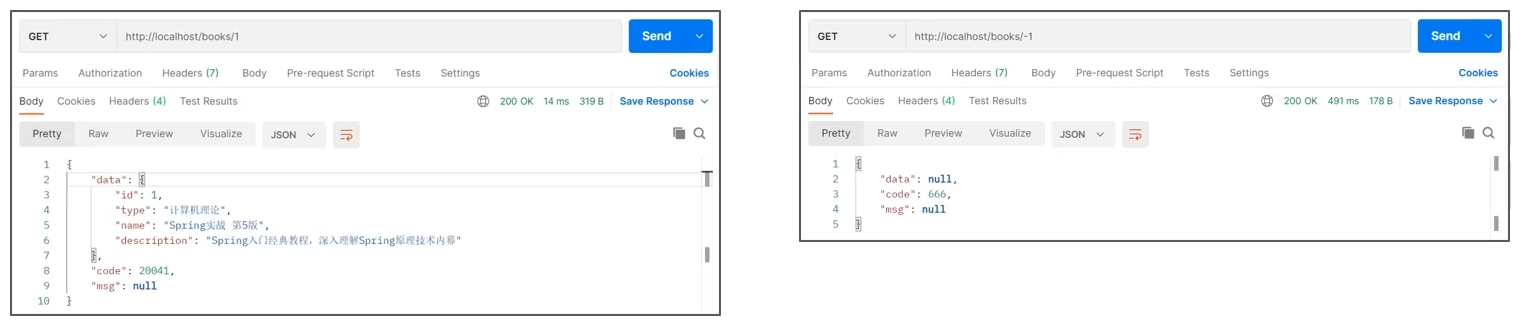 GET http://localhost/books/1 Send
Params Authorization Headers (7) Body Pre-request Script Tests Settings Cookies
Body Cookies Headers (4) Test Results 200 OK 14 ms 319 B Save Response
Pretty Raw Preview Visualize JSON
1 {
2 "data": {
3 "id": 1,
4 "type": "计算机理论",
5 "name": "Spring实战 第5版",
6 "description": "Spring入门经典教程，深入理解Spring原理技术内幕"
7 },
8 "code": 20041,
9 "msg": null
10 }
GET http://localhost/books/-1 Send
Params Authorization Headers (7) Body Pre-request Script Tests Settings Cookies
Body Cookies Headers (4) Test Results 200 OK 491 ms 178 B Save Response
Pretty Raw Preview Visualize JSON
1 {
2 "data": null,
3 "code": 666,
4 "msg": null
5 }